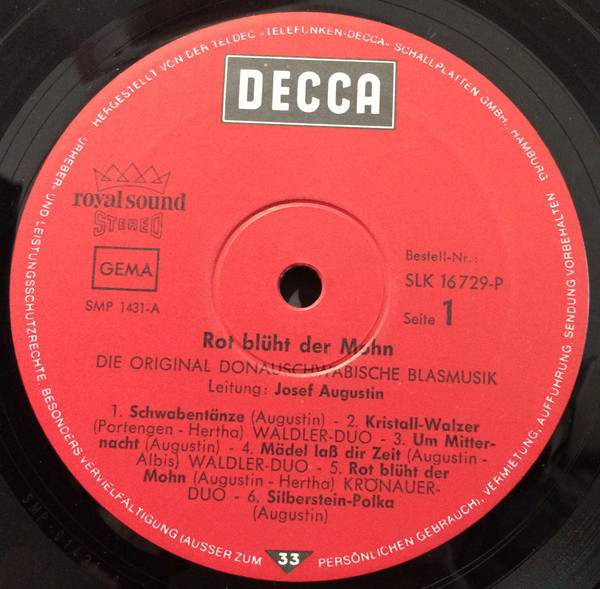 URHEBER- UND LEISTUNGSSCHUTZRECHTE, BESONDERS VERVIELFÄLTIGUNG (AUSSER ZUM PERSÖNLICHEN GEBRAUCH), VERMIETUNG, AUFFÜHRUNG, SENDUNG VORBEHALTEN
HERGESTELLT VON DER TELDEC »TELEFUNKEN-DECCA« SCHALLPLATTEN GMBH., HAMBURG
DECCA
royal sound
STEREO
GEMA
SMP 1431-A
Bestell-Nr.:
SLK 16 729-P
Seite 1
Rot blüht der Mohn
DIE ORIGINAL DONAUSCHWÄBISCHE BLASMUSIK
Leitung: Josef Augustin
1. Schwabentänze (Augustin) - 2. Kristall-Walzer
(Portengen - Hertha) WALDLER-DUO - 3. Um Mitter-
nacht (Augustin) - 4. Mädel laß dir Zeit (Augustin -
Albis) WALDLER-DUO - 5. Rot blüht der
Mohn (Augustin - Hertha) KRÖNAUER-
DUO - 6. Silberstein-Polka
(Augustin)
33